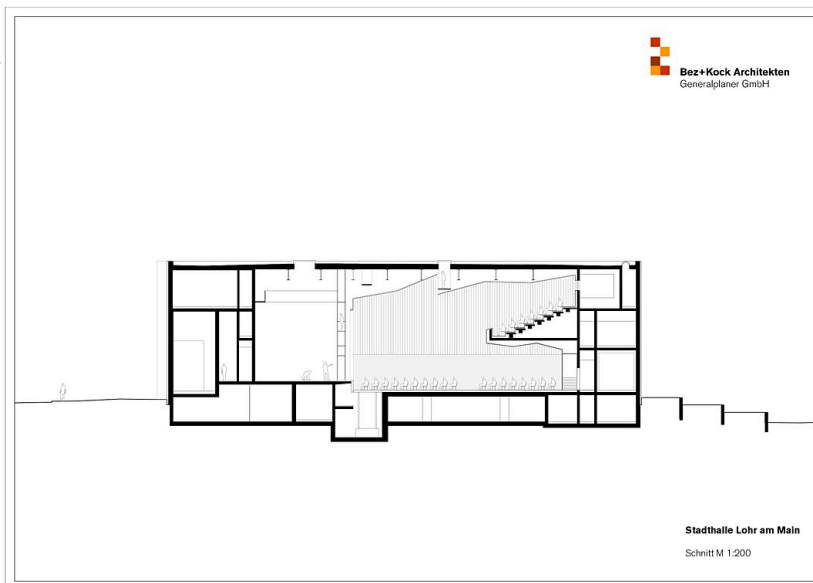 Bez+Kock Architekten
Generalplaner GmbH
Stadthalle Lohr am Main
Schnitt M 1:200